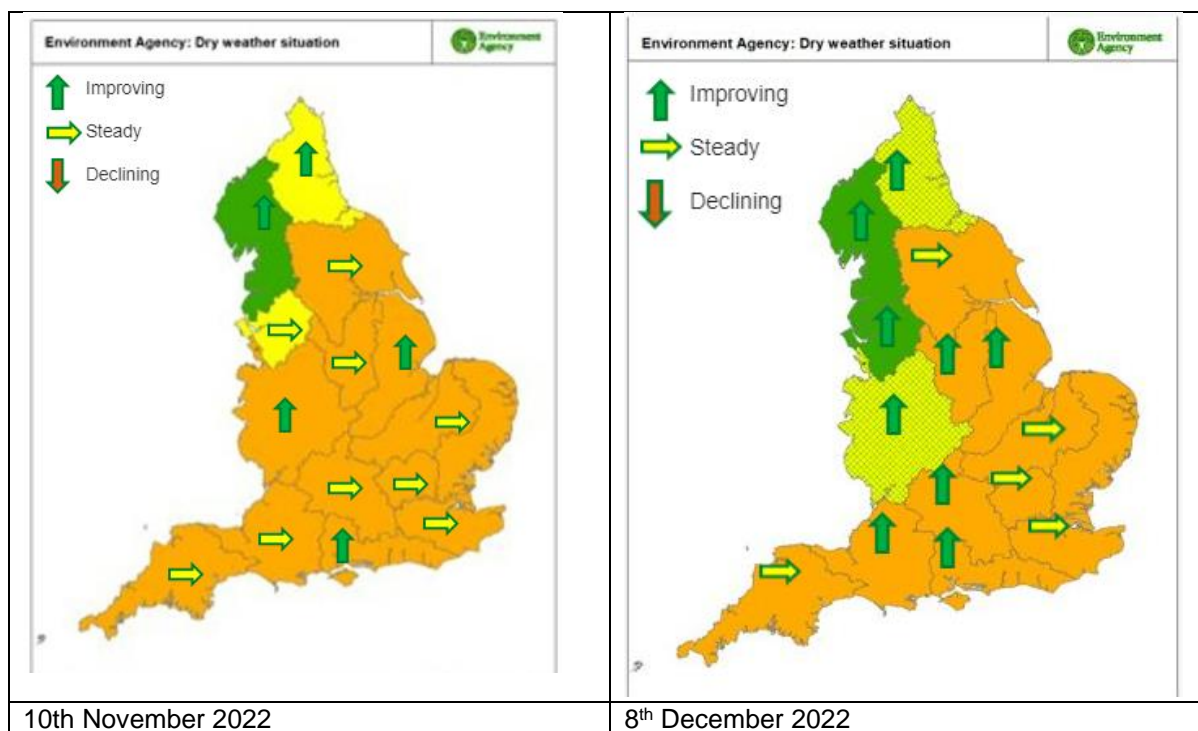 Environment Agency: Dry weather situation
Environment
Agency
Improving
Steady
Declining
10th November 2022
Environment Agency: Dry weather situation
Environment
Agency
Improving
Steady
Declining
8th December 2022